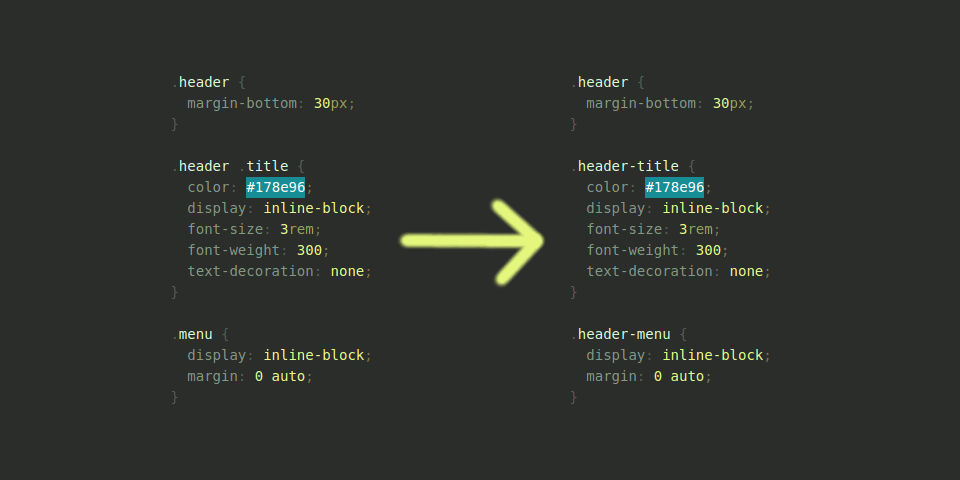 .header {
  margin-bottom: 30px;
}
.header .title {
  color: #178e96;
  display: inline-block;
  font-size: 3rem;
  font-weight: 300;
  text-decoration: none;
}
.menu {
  display: inline-block;
  margin: 0 auto;
}
.header {
  margin-bottom: 30px;
}
.header-title {
  color: #178e96;
  display: inline-block;
  font-size: 3rem;
  font-weight: 300;
  text-decoration: none;
}
.header-menu {
  display: inline-block;
  margin: 0 auto;
}